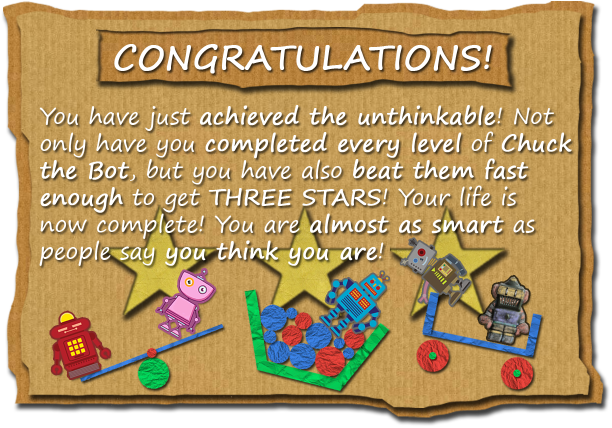 CONGRATULATIONS!
You have just achieved the unthinkable! Not
only have you completed every level of Chuck
the Bot, but you have also beat them fast
enough to get THREE STARS! Your life is
now complete! You are almost as smart as
people say you think you are!